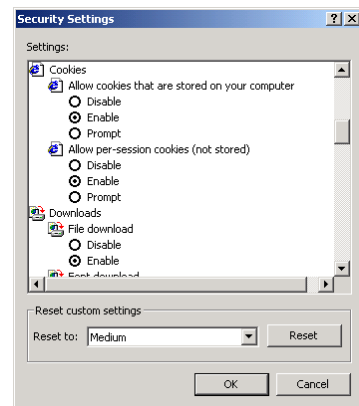 Security Settings
Settings:
Cookies
Allow cookies that are stored on your computer
Disable
Enable
Prompt
Allow per-session cookies (not stored)
Disable
Enable
Prompt
Downloads
File download
Disable
Enable
Font download
Reset custom settings
Reset to: Medium Reset
OK Cancel